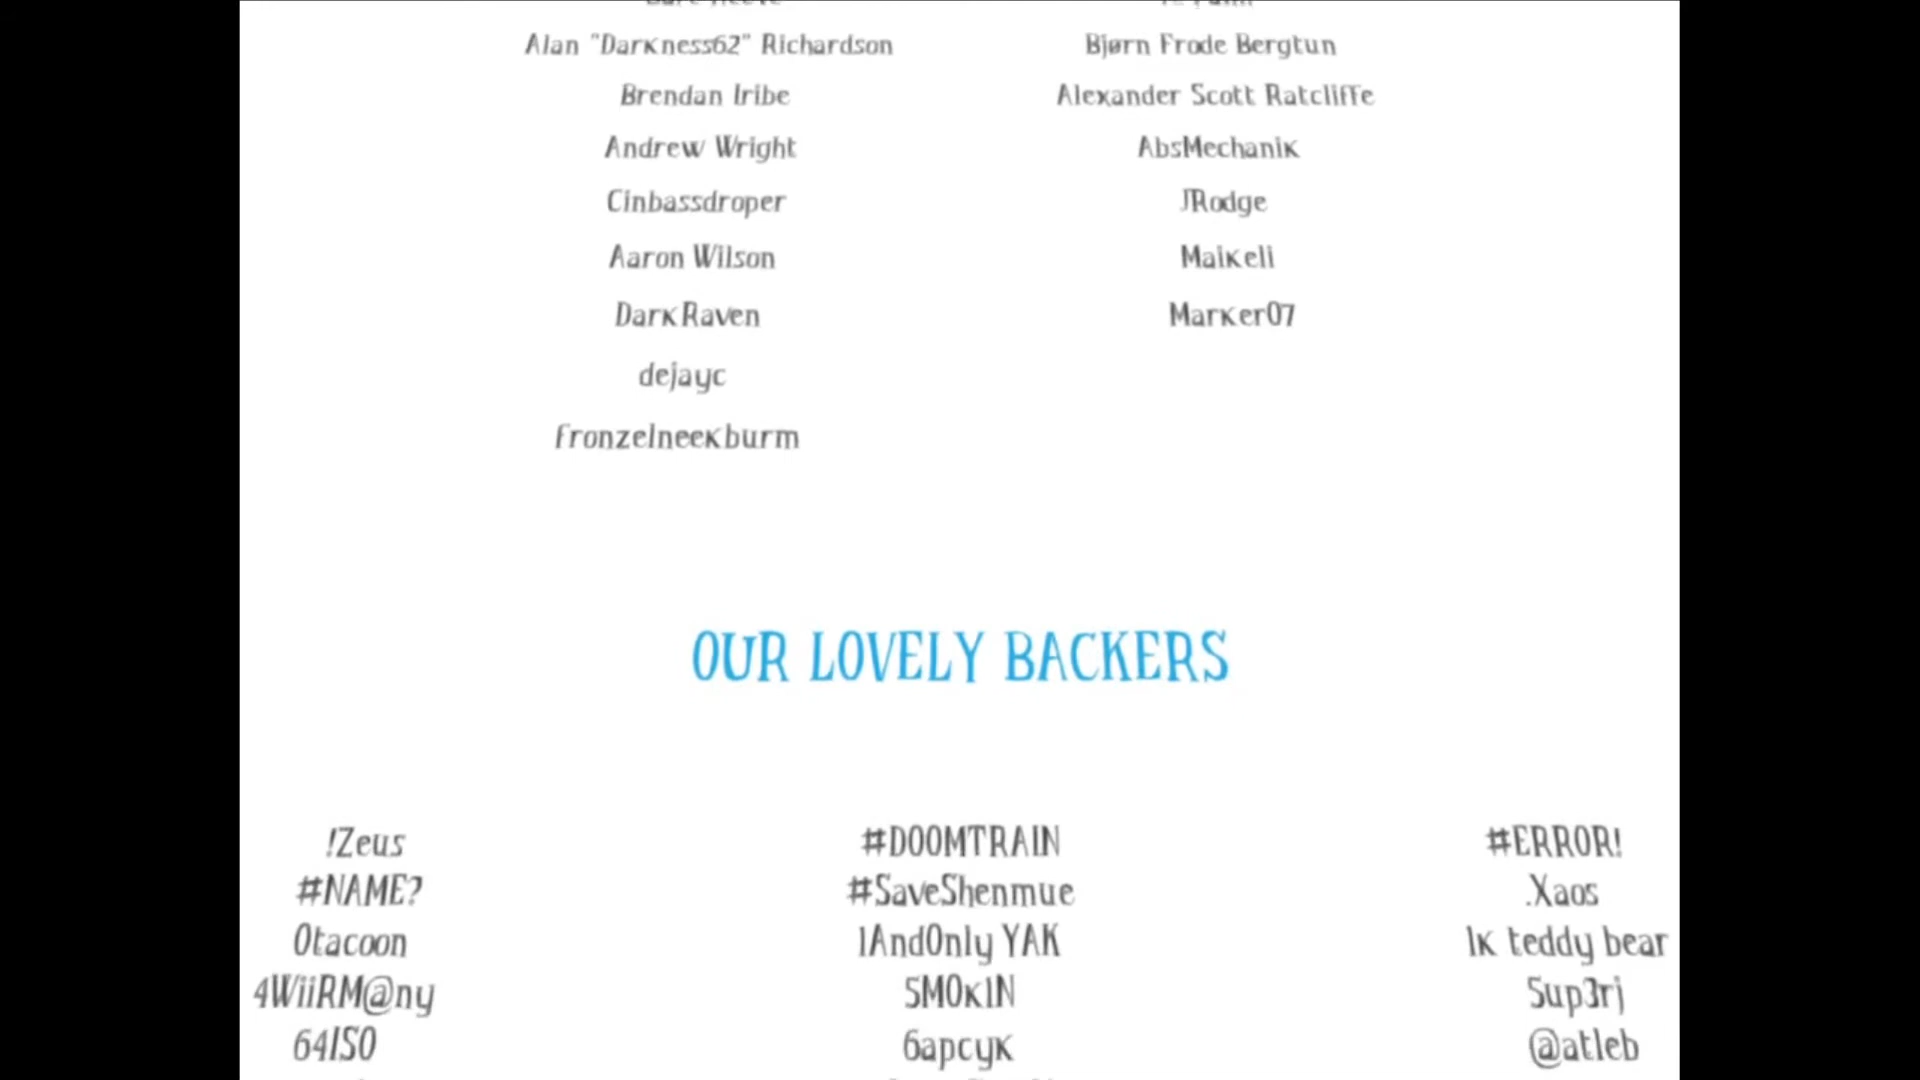 Alan "Darkness62" Richardson
Bjørn Frode Bergtun
Brendan Iribe
Alexander Scott Ratcliffe
Andrew Wright
AbsMechanik
Cinbassdroper
JRodge
Aaron Wilson
Maikeli
DarkRaven
Marker07
dejayc
Fronzelneekburm
OUR LOVELY BACKERS
!Zeus
#DOOMTRAIN
#ERROR!
#NAME?
#SaveShenmue
.Xaos
0tacoon
1AndOnly YAK
1k teddy bear
4WiiRM@ny
5MOk1N
5up3rj
64ISO
6apcyk
@atleb